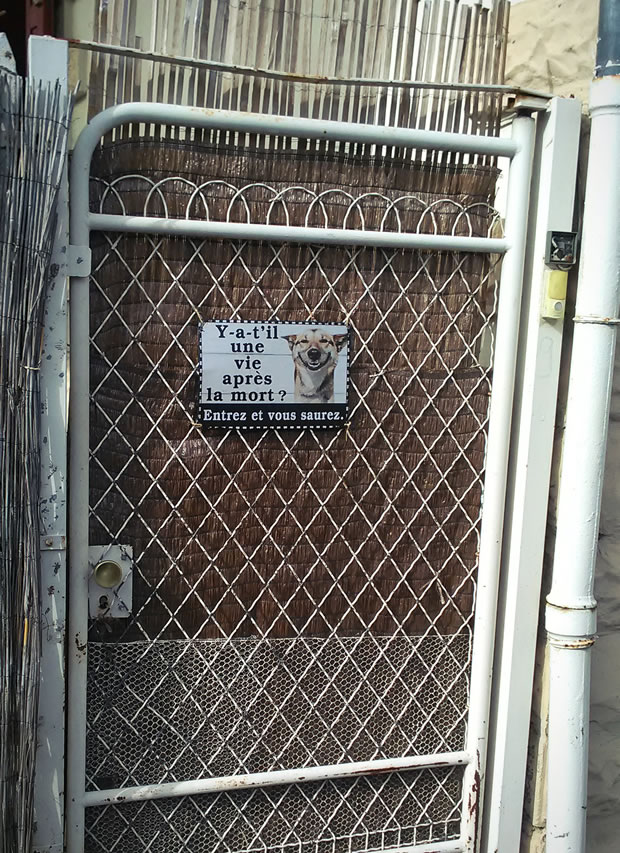 Y-a-t'il
une
vie
après
la mort ?
Entrez et vous saurez.